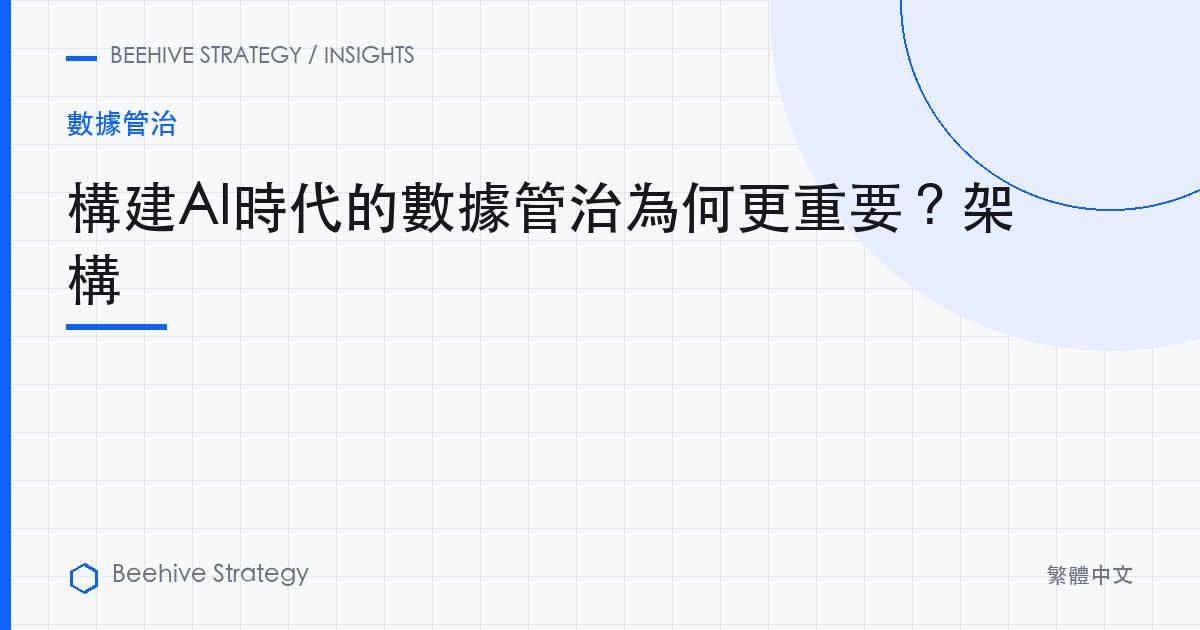 BEEHIVE STRATEGY / INSIGHTS
數據管治
構建AI時代的數據管治為何更重要？架
構
Beehive Strategy
繁體中文